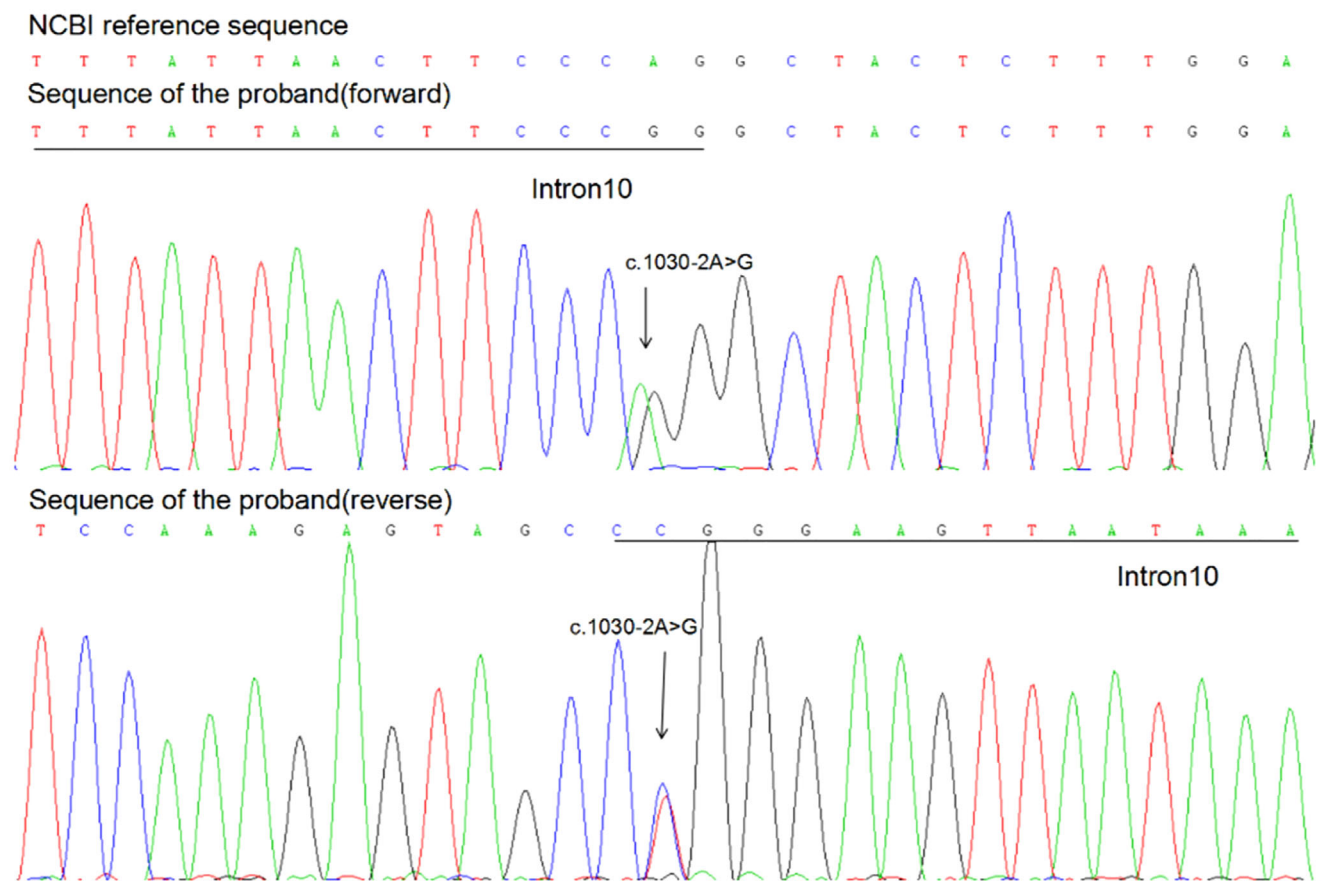 NCBI reference sequence
T T T A T T A A C T T C C C A G G C T A C T C T T T G G A
Sequence of the proband(forward)
T T T A T T A A C T T C C C G G G C T A C T C T T T G G A
Intron10
c.1030-2A>G
Sequence of the proband(reverse)
T C C A A A G A G T A G C C C G G G A A G T T A A T A A A
Intron10
c.1030-2A>G